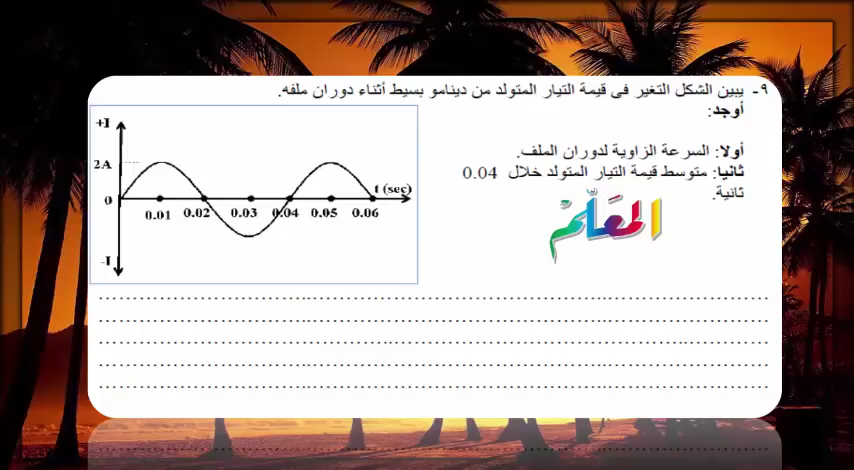 ٩- يبين الشكل التغير فى قيمة التيار المتولد من دينامو بسيط أثناء دوران ملفه.
أوجد:
أولا: السرعة الزاوية لدوران الملف.
ثانيا: متوسط قيمة التيار المتولد خلال 0.04
ثانية.
المعَلِّمْ
+I
2A
0
-I
t (sec)
0.01 0.02 0.03 0.04 0.05 0.06